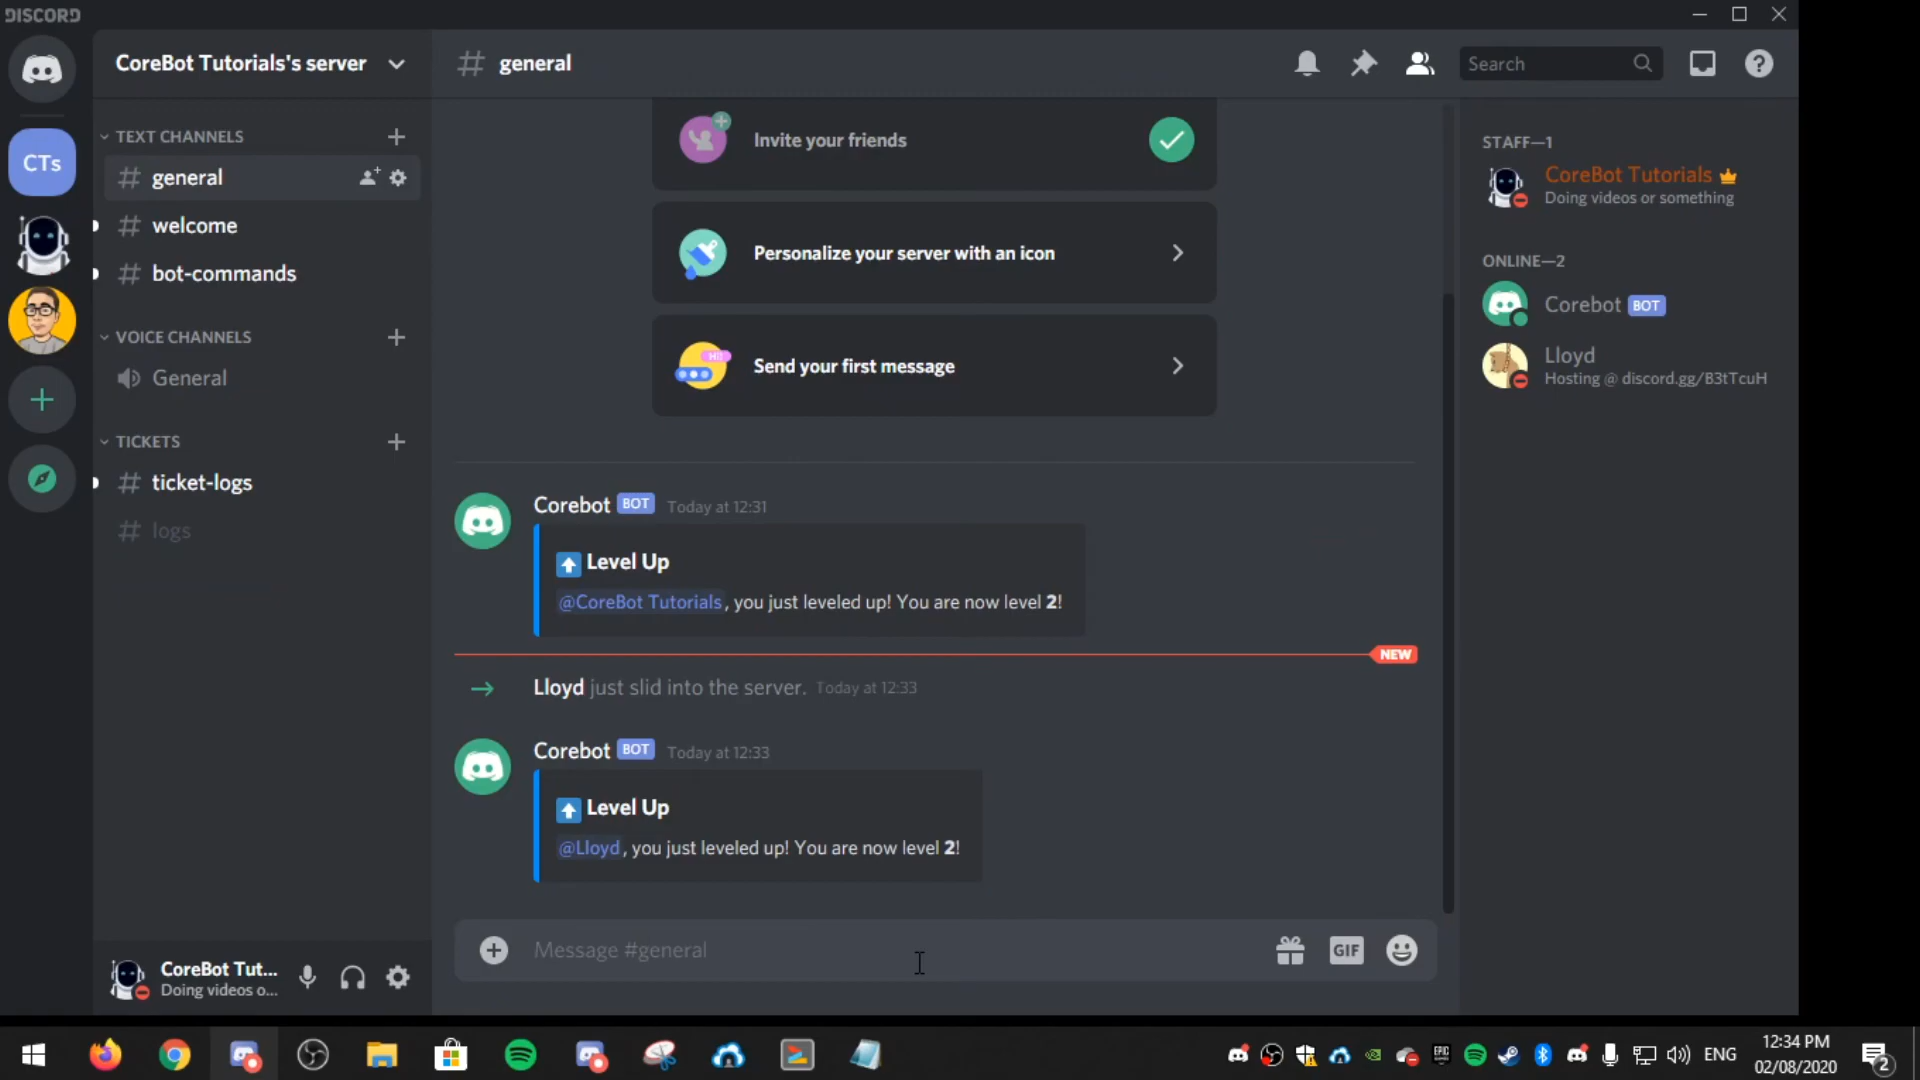 DISCORD
CoreBot Tutorials's server
general
Search
TEXT CHANNELS
general
welcome
bot-commands
VOICE CHANNELS
General
TICKETS
ticket-logs
logs
CTs
CoreBot Tut...
Doing videos o...
Invite your friends
Personalize your server with an icon
HI!
Send your first message
Corebot BOT Today at 12:31
Level Up
@CoreBot Tutorials, you just leveled up! You are now level 2!
NEW
Lloyd just slid into the server. Today at 12:33
Corebot BOT Today at 12:33
Level Up
@Lloyd, you just leveled up! You are now level 2!
Message #general
GIF
STAFF—1
CoreBot Tutorials
Doing videos or something
ONLINE—2
Corebot BOT
Lloyd
Hosting @ discord.gg/B3tTcuH
EPIC
ENG
12:34 PM
02/08/2020
2